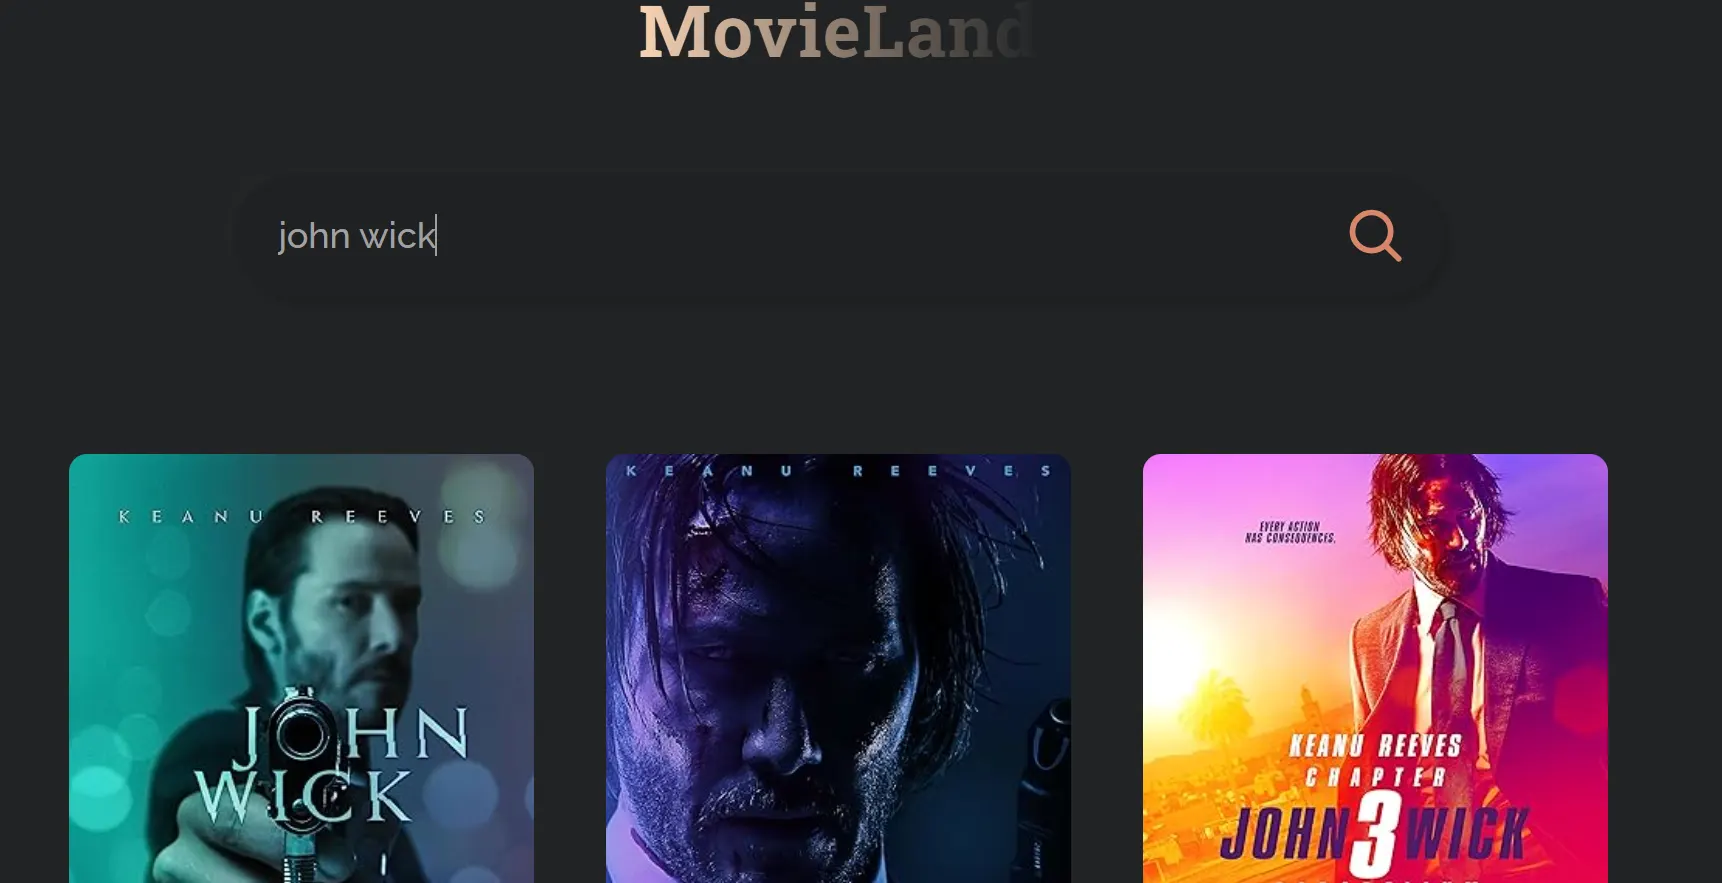 MovieLand
john wick
KEANU REEVES
JOHN
WICK
KEANU REEVES
EVERY ACTION
HAS CONSEQUENCES.
KEANU REEVES
CHAPTER
JOHN 3 WICK